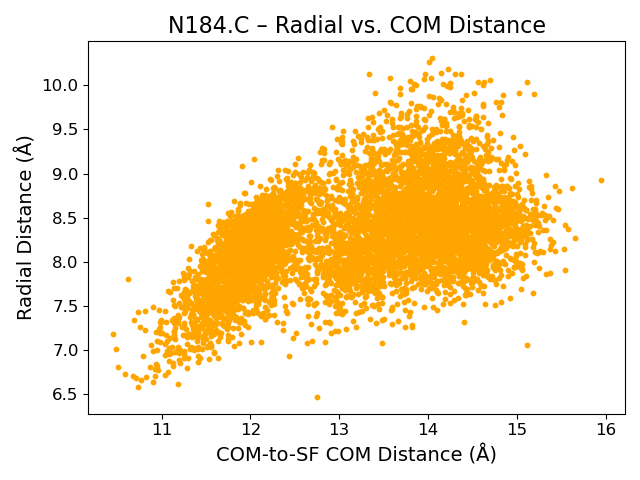 N184.C – Radial vs. COM Distance
10.0
9.5
9.0
8.5
8.0
7.5
7.0
6.5
Radial Distance (Å)
11 12 13 14 15 16
COM-to-SF COM Distance (Å)